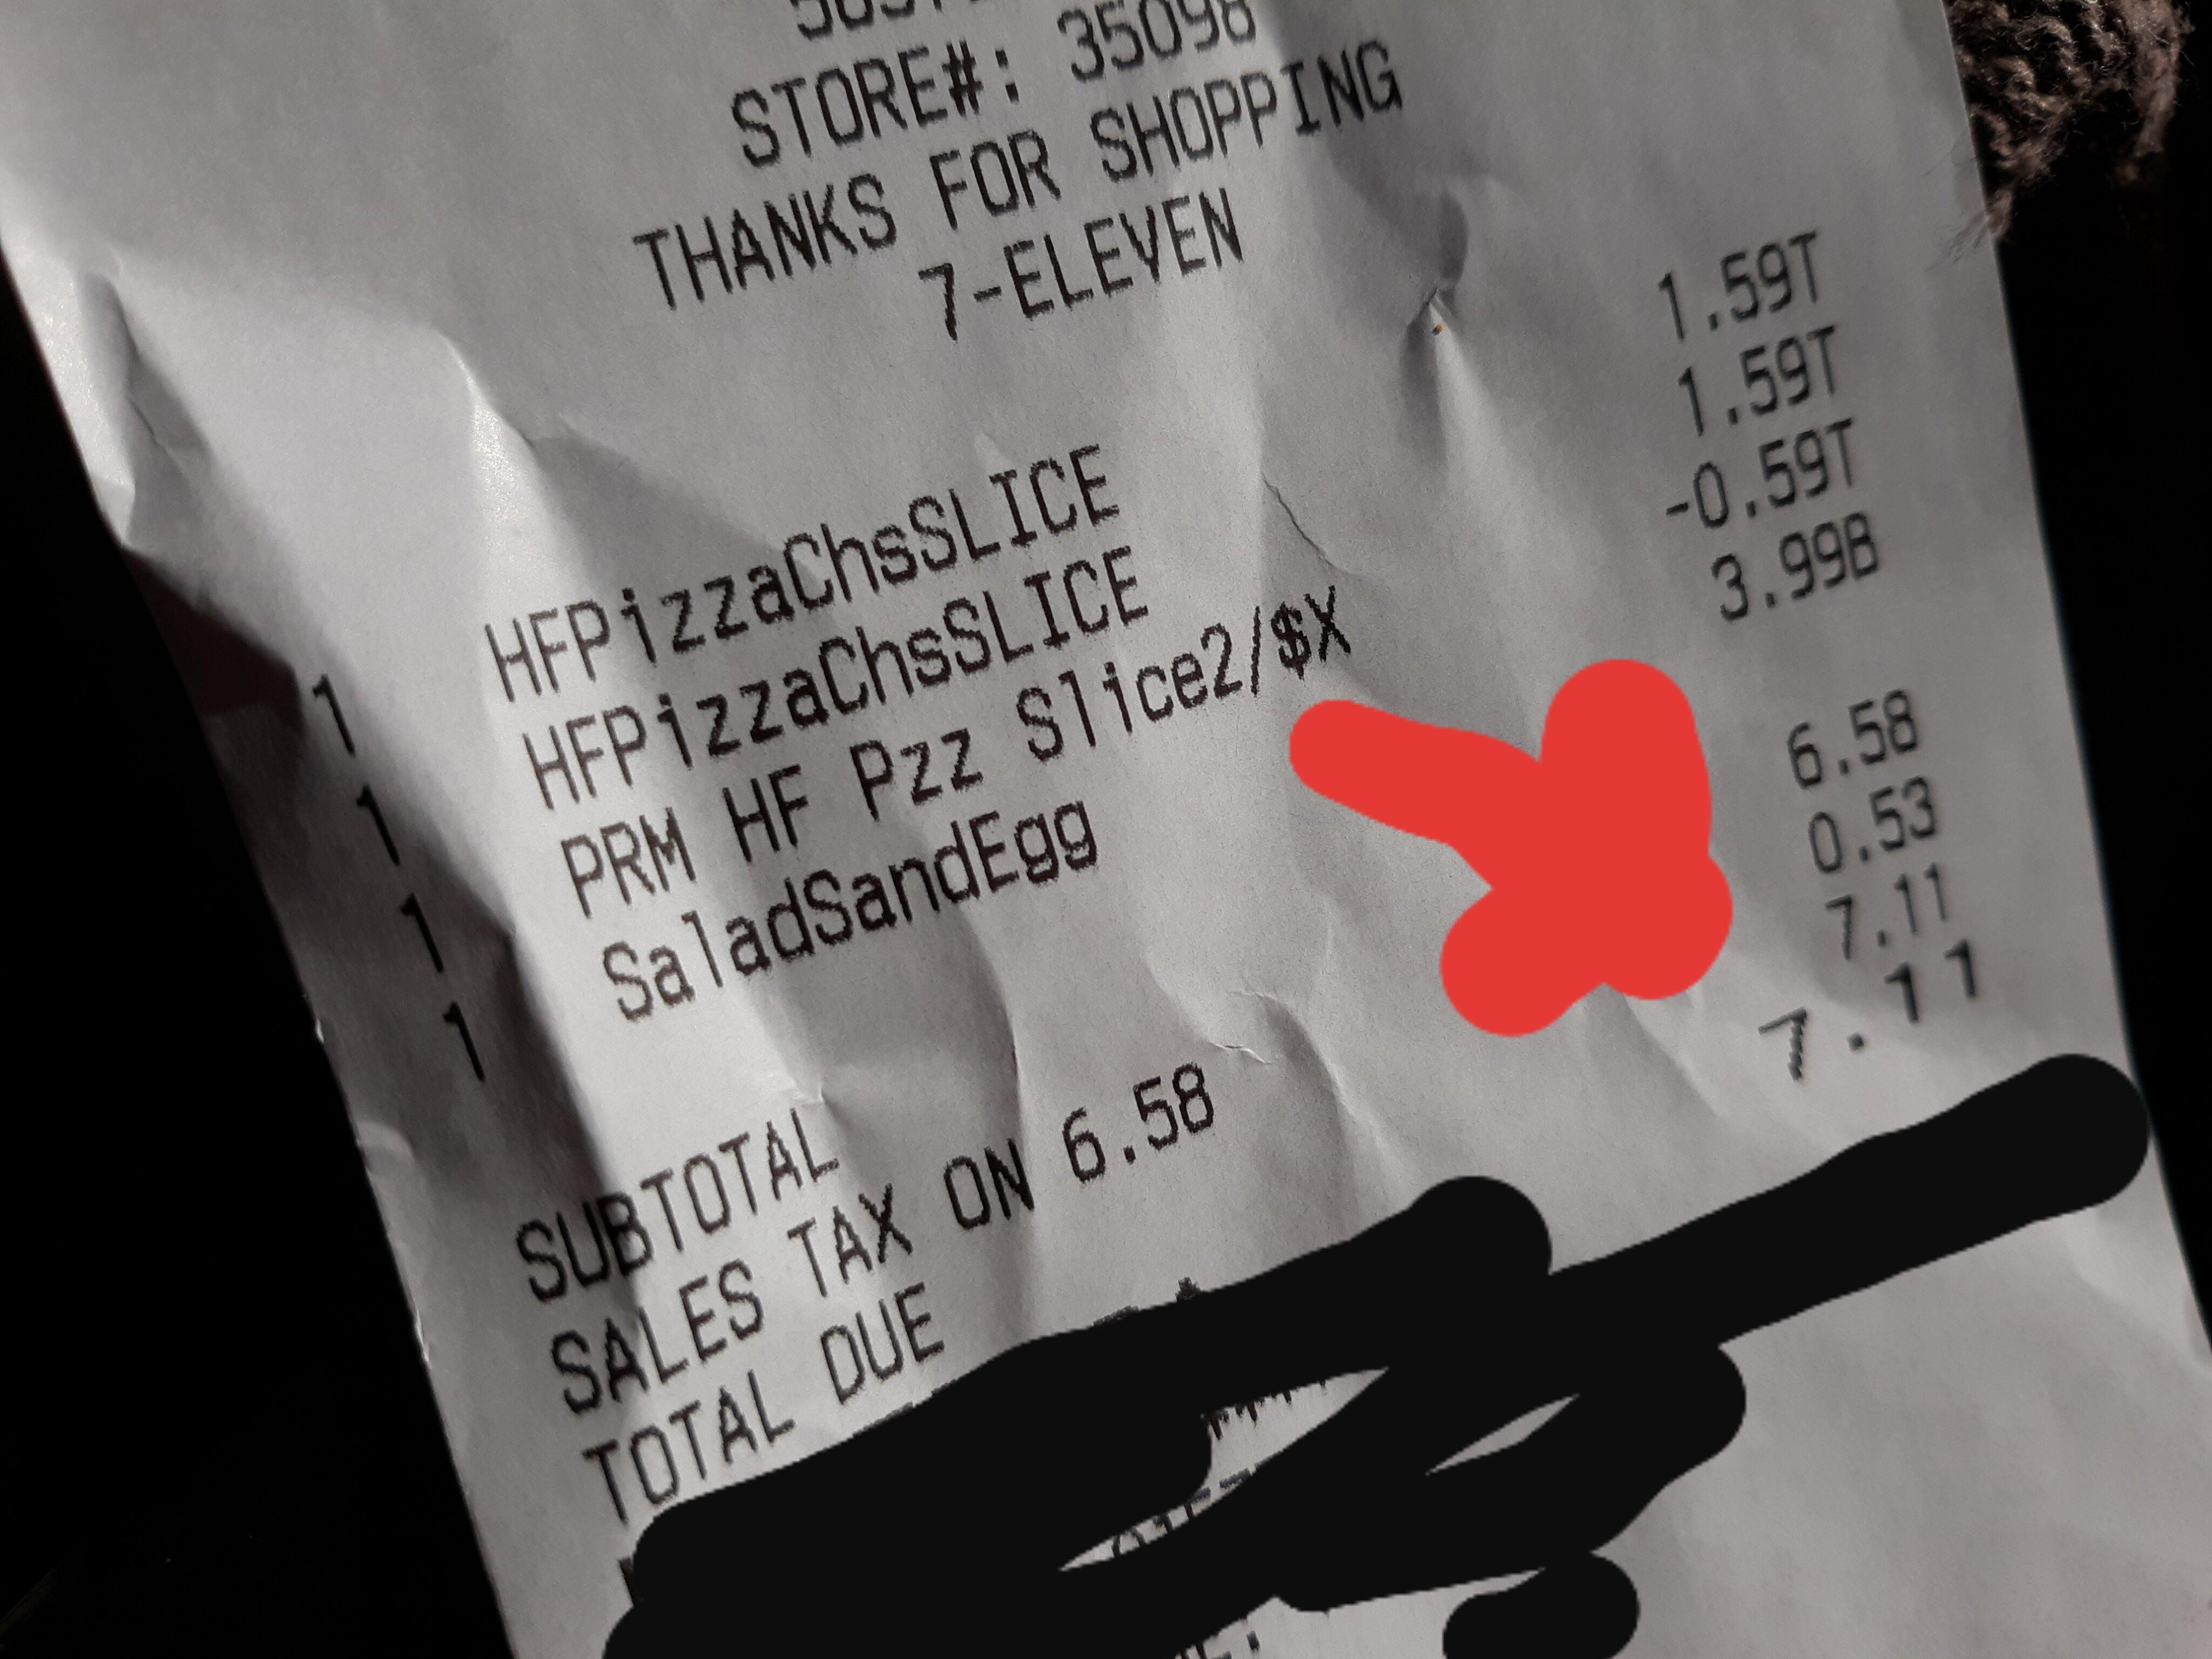 STORE#: 35098
THANKS FOR SHOPPING
7-ELEVEN
1 HFPizzaChsSLICE 1.59T
1 HFPizzaChsSLICE 1.59T
1 PRM HF Pzz Slice2/$X -0.59T
1 SaladSandEgg 3.99B
SUBTOTAL 6.58
SALES TAX ON 6.58 0.53
TOTAL DUE 7.11
7.11